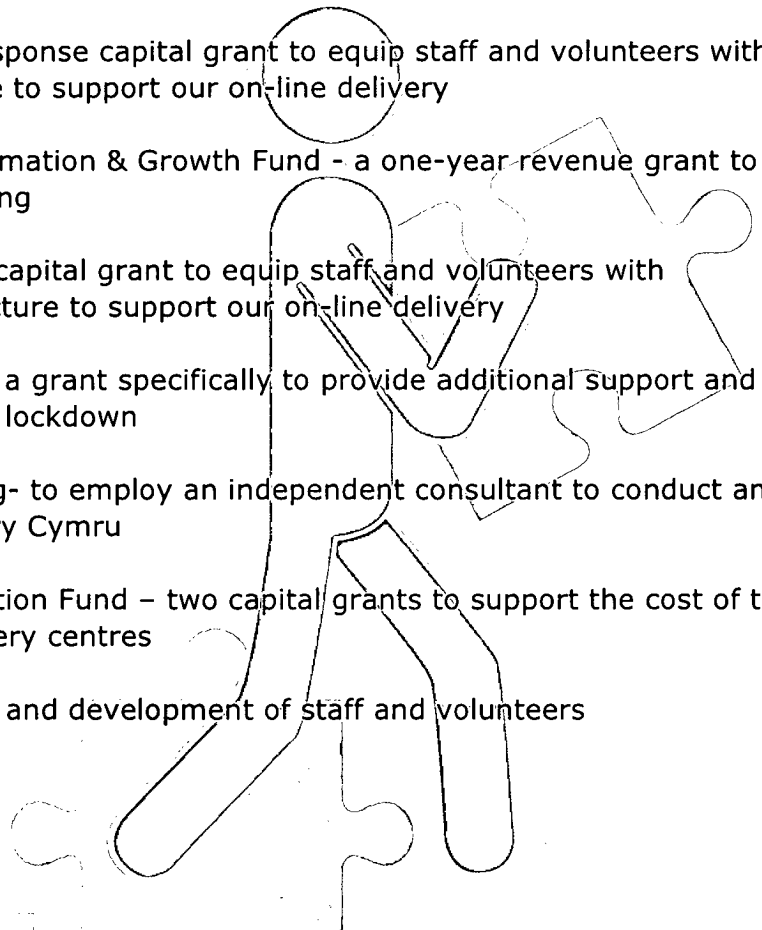 sponse capital grant to equip staff and volunteers with
e to support our on-line delivery
mation & Growth Fund - a one-year revenue grant to
ng
capital grant to equip staff and volunteers with
ture to support our on-line delivery
a grant specifically to provide additional support and
lockdown
g- to employ an independent consultant to conduct an
ry Cymru
tion Fund – two capital grants to support the cost of t
ery centres
and development of staff and volunteers